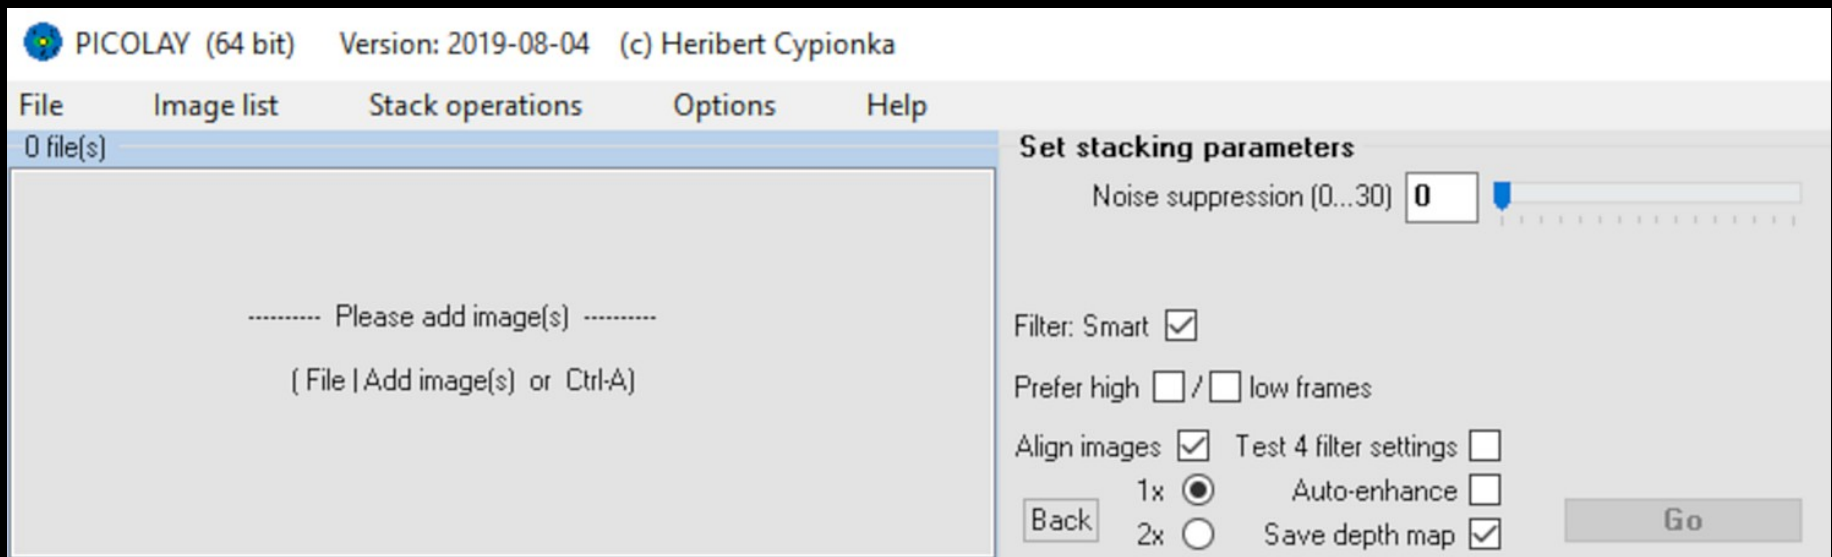 PICOLAY (64 bit) Version: 2019-08-04 (c) Heribert Cypionka
File Image list Stack operations Options Help
0 file(s)
---------- Please add image(s) ----------
( File | Add image(s) or Ctrl-A)
Set stacking parameters
Noise suppression (0...30) 0
Filter: Smart
Prefer high / low frames
Align images Test 4 filter settings
1x Auto-enhance
Back 2x Save depth map Go